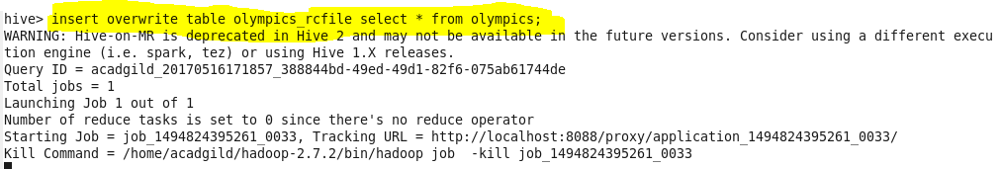 hive> insert overwrite table olympics_rcfile select * from olympics;
WARNING: Hive-on-MR is deprecated in Hive 2 and may not be available in the future versions. Consider using a different execu
tion engine (i.e. spark, tez) or using Hive 1.X releases.
Query ID = acadgild_20170516171857_388844bd-49ed-49d1-82f6-075ab61744de
Total jobs = 1
Launching Job 1 out of 1
Number of reduce tasks is set to 0 since there's no reduce operator
Starting Job = job_1494824395261_0033, Tracking URL = http://localhost:8088/proxy/application_1494824395261_0033/
Kill Command = /home/acadgild/hadoop-2.7.2/bin/hadoop job  -kill job_1494824395261_0033